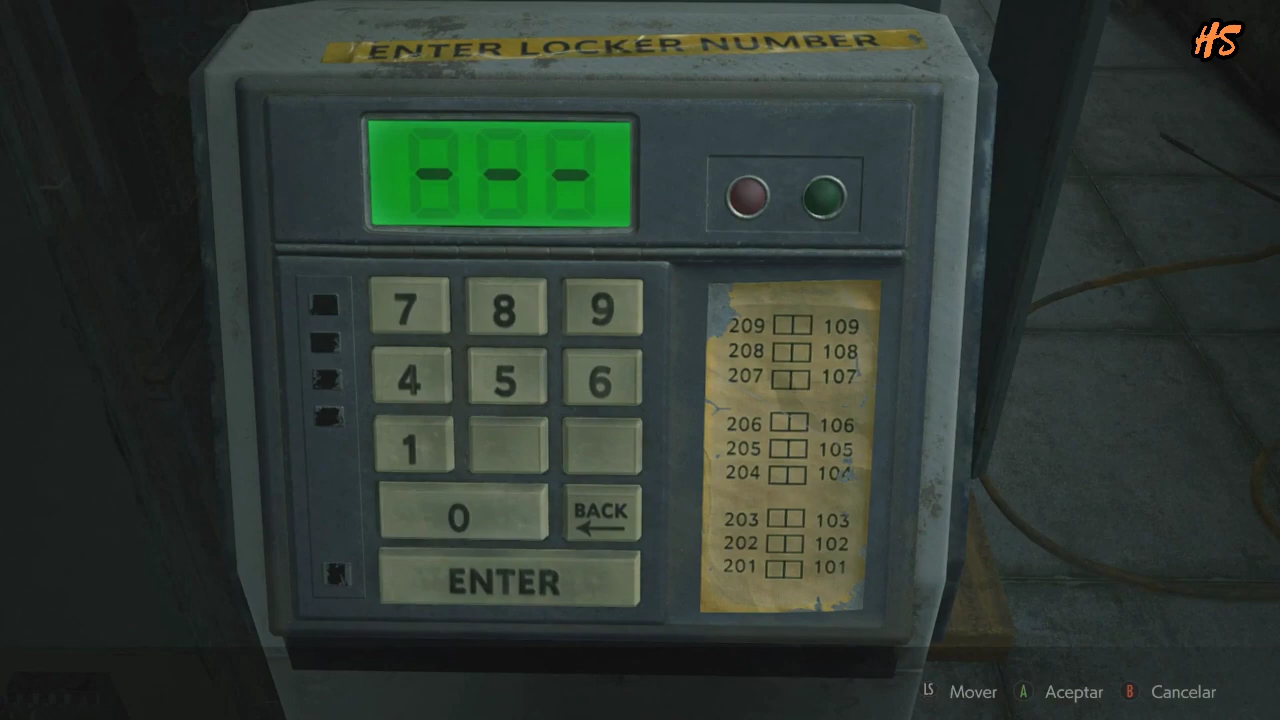 ENTER LOCKER NUMBER
HS
7 8 9
4 5 6
1
0 BACK
ENTER
209 109
208 108
207 107
206 106
205 105
204 104
203 103
202 102
201 101
LS Mover A Aceptar B Cancelar